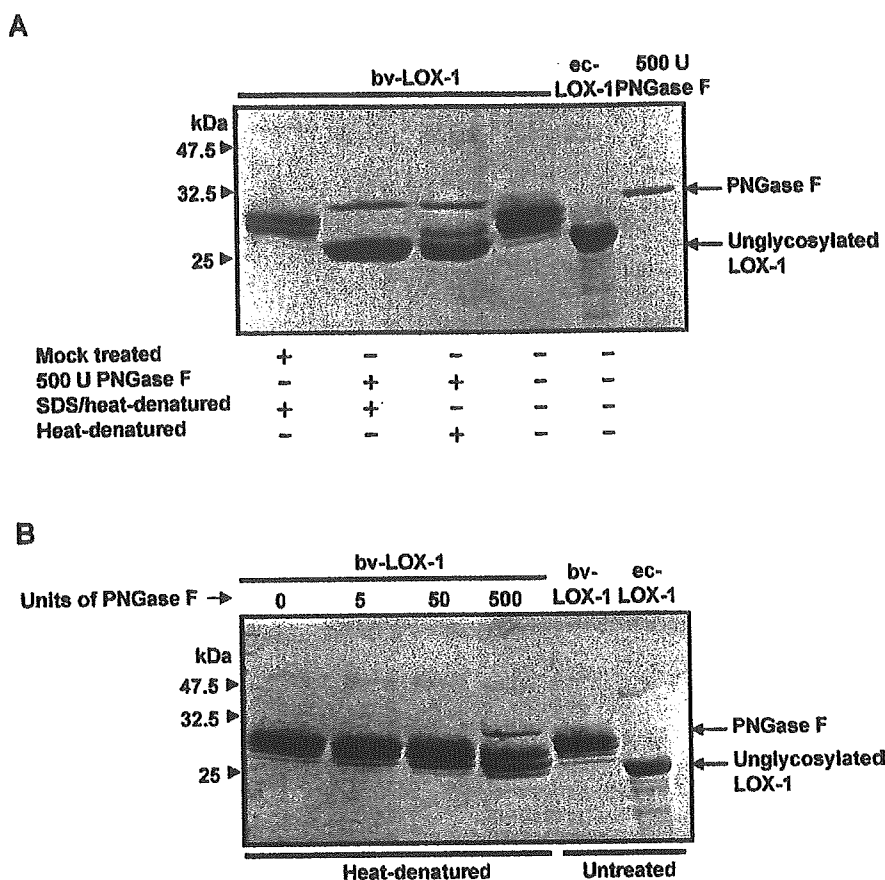 A
bv-LOX-1
ec-
LOX-1
500 U
PNGase F
kDa
47.5
32.5
25
PNGase F
Unglycosylated
LOX-1
Mock treated + - - - -
500 U PNGase F - + + - -
SDS/heat-denatured + + - - -
Heat-denatured - - + - -
B
bv-LOX-1
bv-
LOX-1
ec-
LOX-1
Units of PNGase F → 0 5 50 500
kDa
47.5
32.5
25
PNGase F
Unglycosylated
LOX-1
Heat-denatured
Untreated